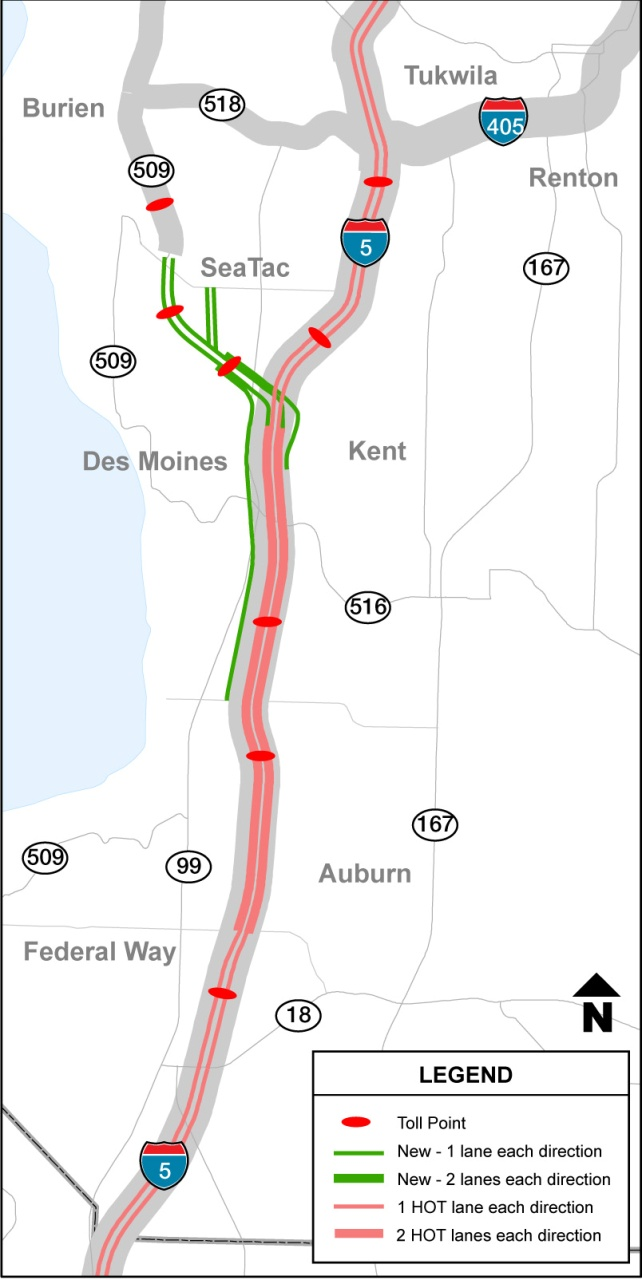 Tukwila
Burien
518
405
509
Renton
5
SeaTac
167
509
Des Moines
Kent
516
167
509
99
Auburn
Federal Way
18
N
5
LEGEND
Toll Point
New - 1 lane each direction
New - 2 lanes each direction
1 HOT lane each direction
2 HOT lanes each direction